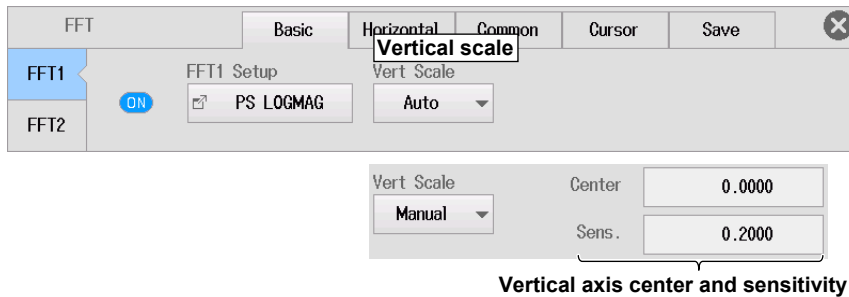 FFT Basic Horizontal Common Cursor Save
Vertical scale
FFT1 FFT1 Setup Vert Scale
ON PS LOGMAG Auto
FFT2
Vert Scale Center 0.0000
Manual Sens. 0.2000
Vertical axis center and sensitivity